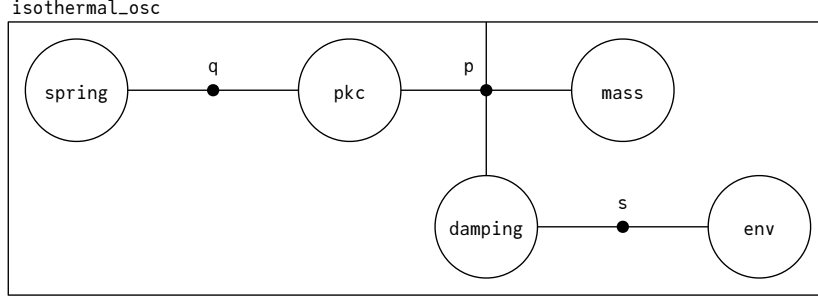 isothermal_osc
q
p
spring
pkc
mass
s
damping
env